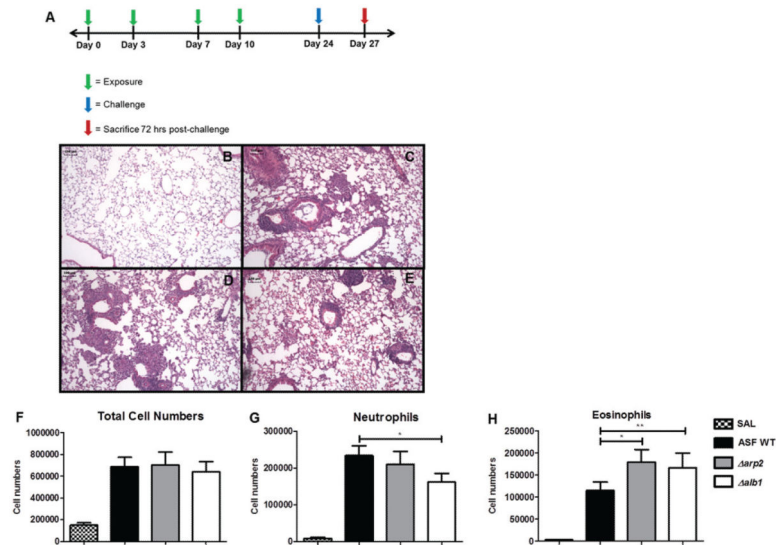 A
Day 0 Day 3 Day 7 Day 10 Day 24 Day 27
= Exposure
= Challenge
= Sacrifice 72 hrs post-challenge
B
C
D
E
F
Total Cell Numbers
Cell numbers
1000000
800000
600000
400000
200000
0
G
Neutrophils
Cell numbers
300000
200000
100000
0
*
H
Eosinophils
Cell numbers
250000
200000
150000
100000
50000
0
**
*
SAL
ASF WT
Δarp2
Δalb1